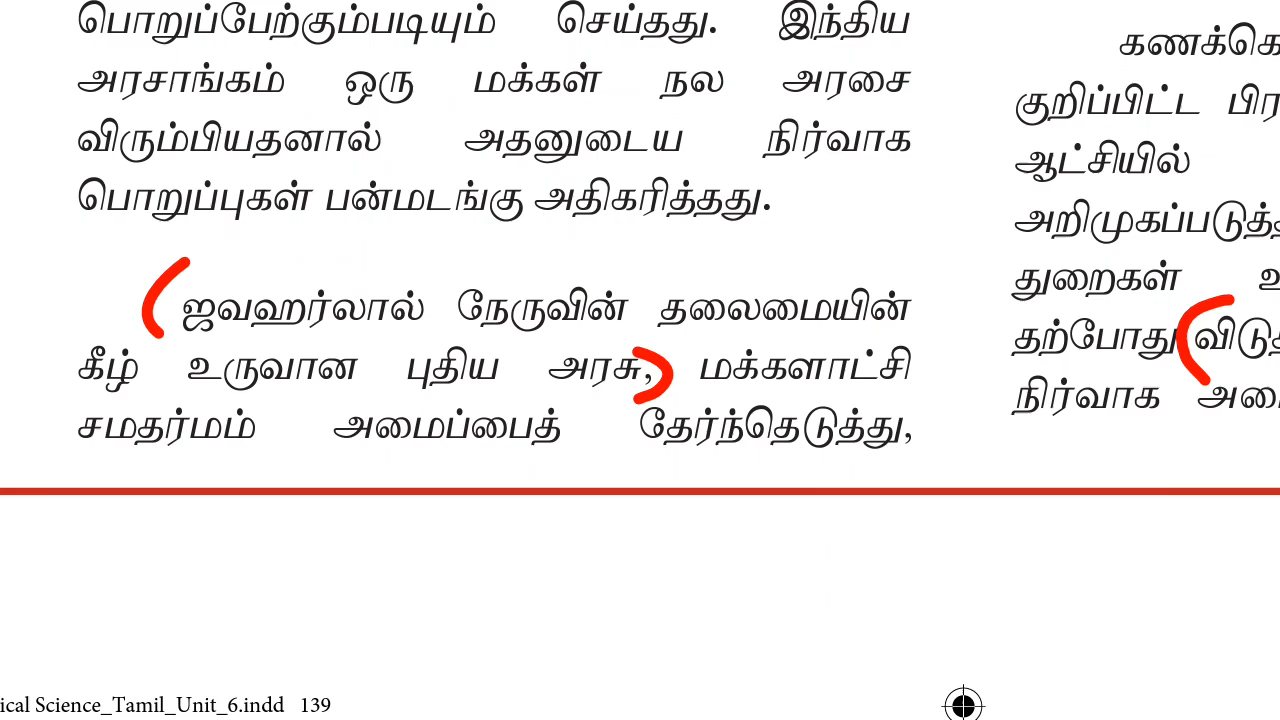 பொறுப்பேற்கும்படியும் செய்தது. இந்திய
அரசாங்கம் ஒரு மக்கள் நல அரசை
விரும்பியதனால் அதனுடைய நிர்வாக
பொறுப்புகள் பன்மடங்கு அதிகரித்தது.
ஜவஹர்லால் நேருவின் தலைமையின்
கீழ் உருவான புதிய அரசு, மக்களாட்சி
சமதர்மம் அமைப்பைத் தேர்ந்தெடுத்து,
குறிப்பிட்ட
ஆட்சியில்
துறைகள்
தற்போது
நிர்வாக
ical Science_Tamil_Unit_6.indd 139